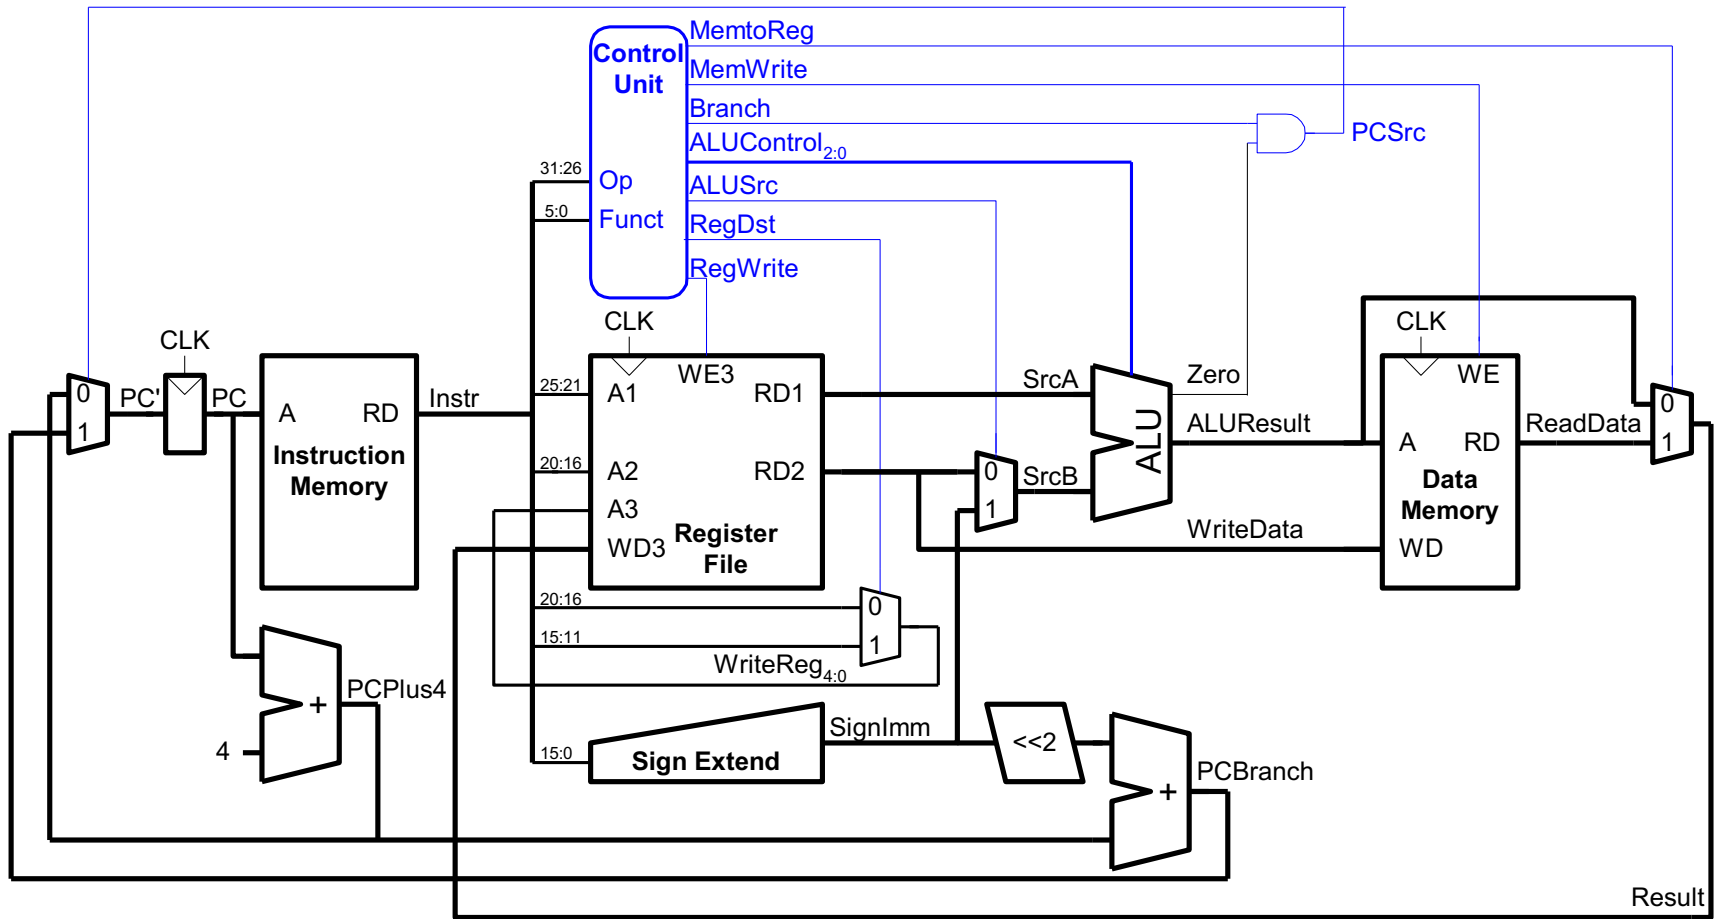 MemtoReg
Control
Unit
MemWrite
Branch
PCSrc
ALUControl2:0
31:26
Op
ALUSrc
5:0
Funct
RegDst
RegWrite
CLK
CLK
CLK
0
1
PC'
PC
A
RD
Instruction
Memory
Instr
25:21
A1
WE3
RD1
20:16
A2
RD2
A3
WD3
Register
File
SrcA
0
1
SrcB
ALU
Zero
ALUResult
WriteData
WE
A
RD
Data
Memory
WD
ReadData
0
1
20:16
0
15:11
1
WriteReg4:0
PCPlus4
+
4
15:0
Sign Extend
SignImm
<<2
+
PCBranch
Result